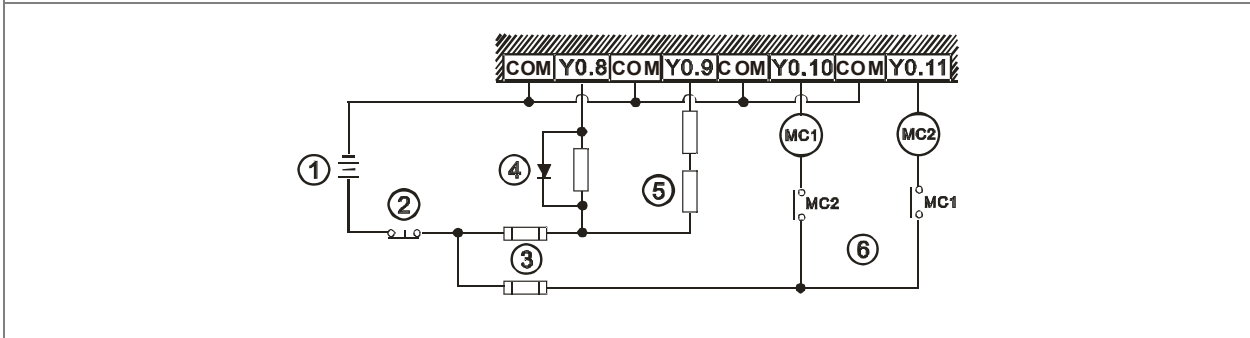 COM Y0.8 COM Y0.9 COM Y0.10 COM Y0.11
MC1 MC2
① ④ ⑤
② MC2 MC1
③ ⑥